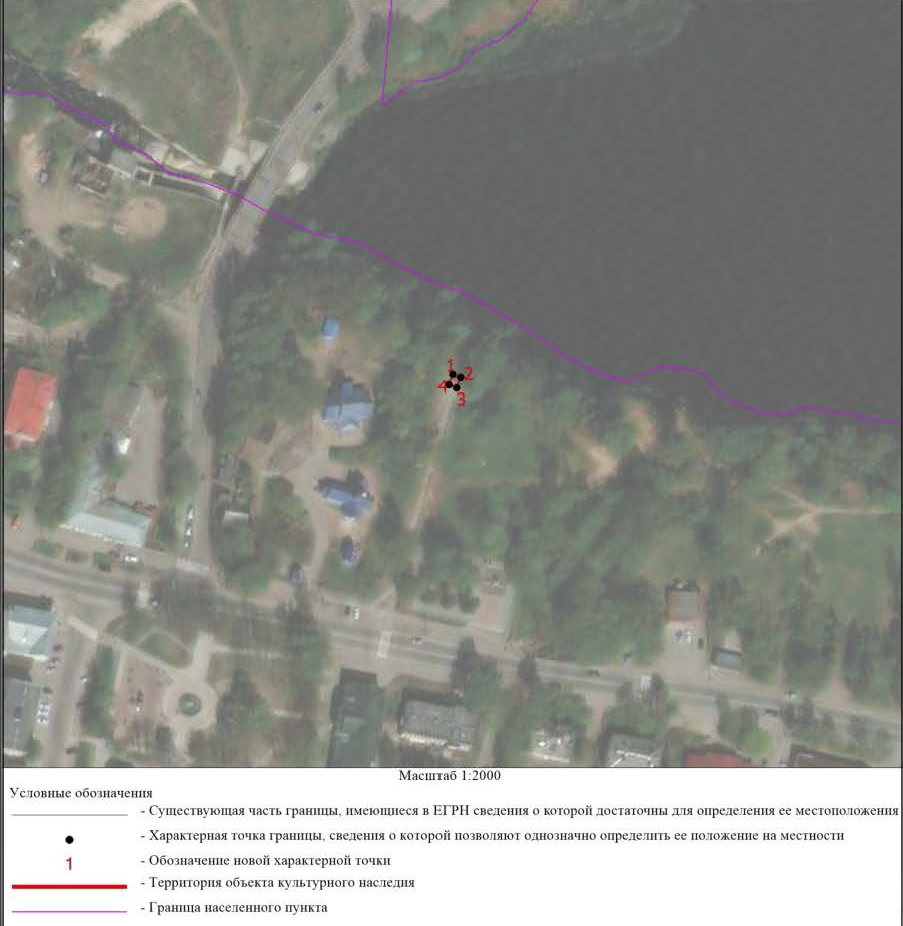 1
2
4
3
Масштаб 1:2000
Условные обозначения
- Существующая часть границы, имеющиеся в ЕГРН сведения о которой достаточны для определения ее местоположения
- Характерная точка границы, сведения о которой позволяют однозначно определить ее положение на местности
1 - Обозначение новой характерной точки
- Территория объекта культурного наследия
- Граница населенного пункта